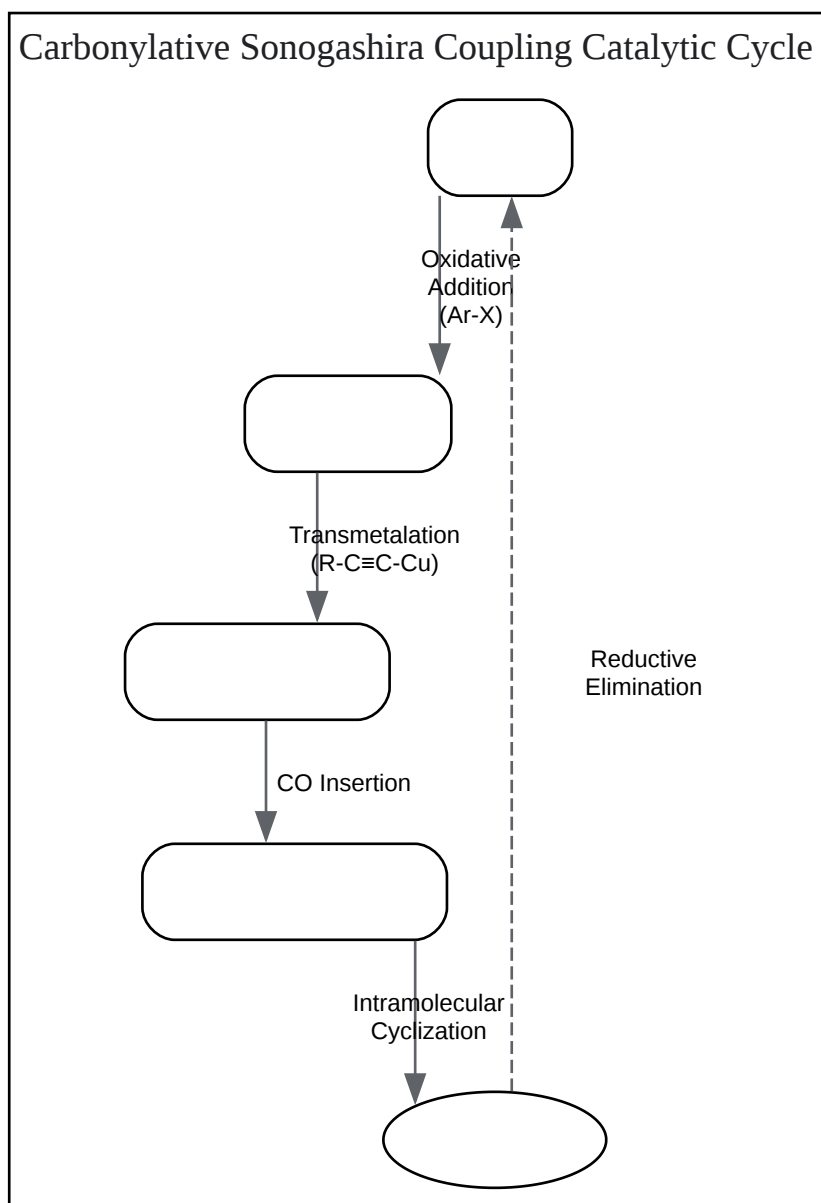 Carbonylative Sonogashira Coupling Catalytic Cycle
Oxidative
Addition
(Ar-X)
Transmetalation
(R-C≡C-Cu)
Reductive
Elimination
CO Insertion
Intramolecular
Cyclization